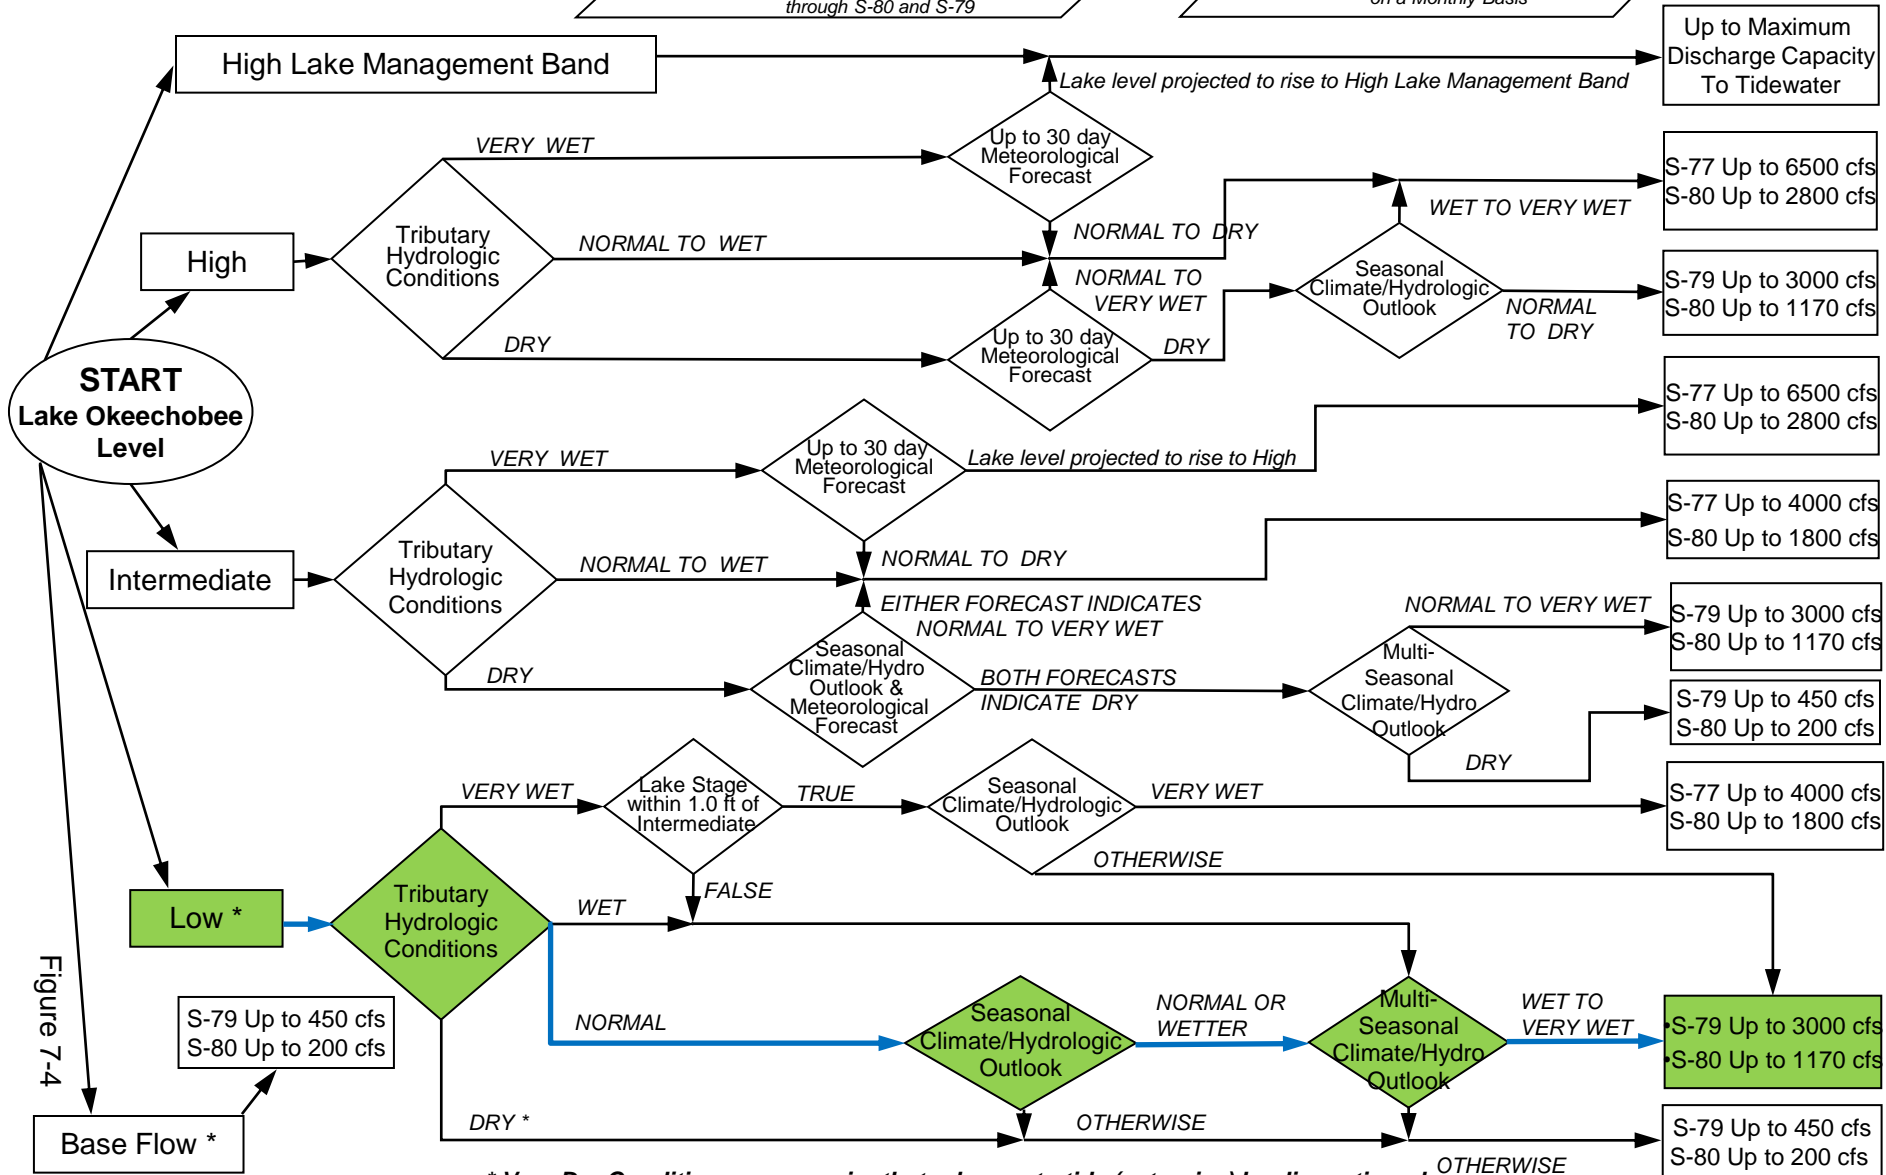 through S-80 and S-79
on a Monthly Basis
High Lake Management Band
Up to Maximum
Discharge Capacity
To Tidewater
Lake level projected to rise to High Lake Management Band
VERY WET
Up to 30 day
Meteorological
Forecast
S-77 Up to 6500 cfs
S-80 Up to 2800 cfs
WET TO VERY WET
High
Tributary
Hydrologic
Conditions
NORMAL TO WET
NORMAL TO DRY
NORMAL TO
VERY WET
Seasonal
Climate/Hydrologic
Outlook
NORMAL
TO DRY
S-79 Up to 3000 cfs
S-80 Up to 1170 cfs
DRY
Up to 30 day
Meteorological
Forecast
DRY
START
Lake Okeechobee
Level
S-77 Up to 6500 cfs
S-80 Up to 2800 cfs
VERY WET
Up to 30 day
Meteorological
Forecast
Lake level projected to rise to High
S-77 Up to 4000 cfs
S-80 Up to 1800 cfs
Intermediate
Tributary
Hydrologic
Conditions
NORMAL TO WET
NORMAL TO DRY
EITHER FORECAST INDICATES
NORMAL TO VERY WET
NORMAL TO VERY WET
S-79 Up to 3000 cfs
S-80 Up to 1170 cfs
DRY
Seasonal
Climate/Hydro
Outlook &
Meteorological
Forecast
BOTH FORECASTS
INDICATE DRY
Multi-
Seasonal
Climate/Hydro
Outlook
DRY
S-79 Up to 450 cfs
S-80 Up to 200 cfs
VERY WET
Lake Stage
within 1.0 ft of
Intermediate
TRUE
Seasonal
Climate/Hydrologic
Outlook
VERY WET
S-77 Up to 4000 cfs
S-80 Up to 1800 cfs
OTHERWISE
FALSE
Low *
Tributary
Hydrologic
Conditions
WET
NORMAL
Seasonal
Climate/Hydrologic
Outlook
NORMAL OR
WETTER
Multi-
Seasonal
Climate/Hydro
Outlook
WET TO
VERY WET
•S-79 Up to 3000 cfs
•S-80 Up to 1170 cfs
Figure 7-4
S-79 Up to 450 cfs
S-80 Up to 200 cfs
Base Flow *
DRY *
OTHERWISE
OTHERWISE
S-79 Up to 450 cfs
S-80 Up to 200 cfs